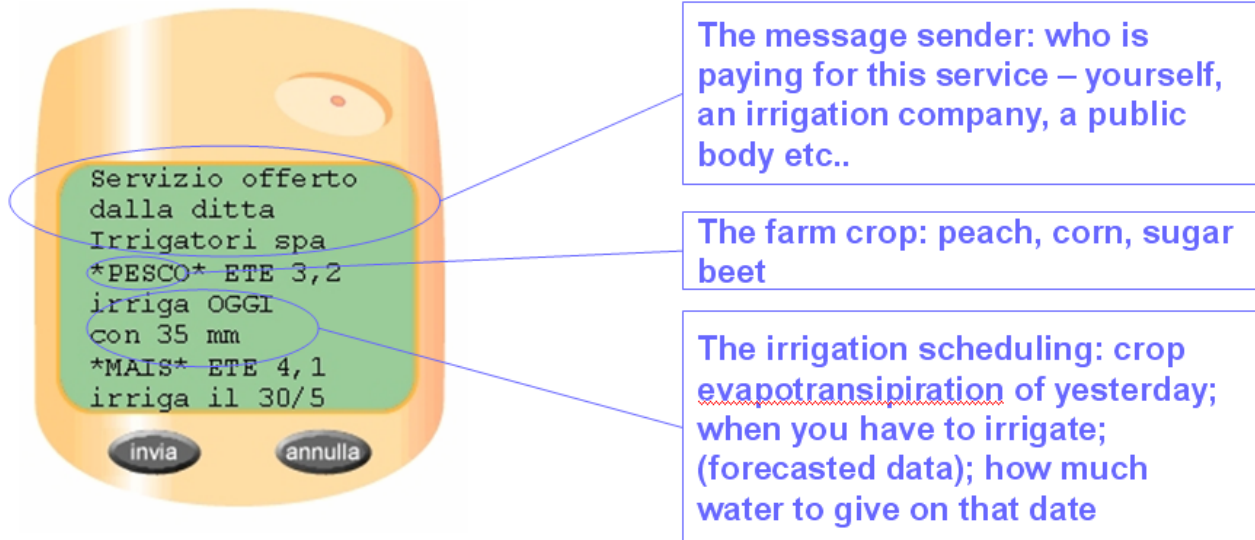 Servizio offerto
dalla ditta
Irrigatori spa
*PESCO* ETE 3,2
irriga OGGI
con 35 mm
*MAIS* ETE 4,1
irriga il 30/5
invia
annulla
The message sender: who is
paying for this service – yourself,
an irrigation company, a public
body etc..
The farm crop: peach, corn, sugar
beet
The irrigation scheduling: crop
evapotransipiration of yesterday;
when you have to irrigate;
(forecasted data); how much
water to give on that date